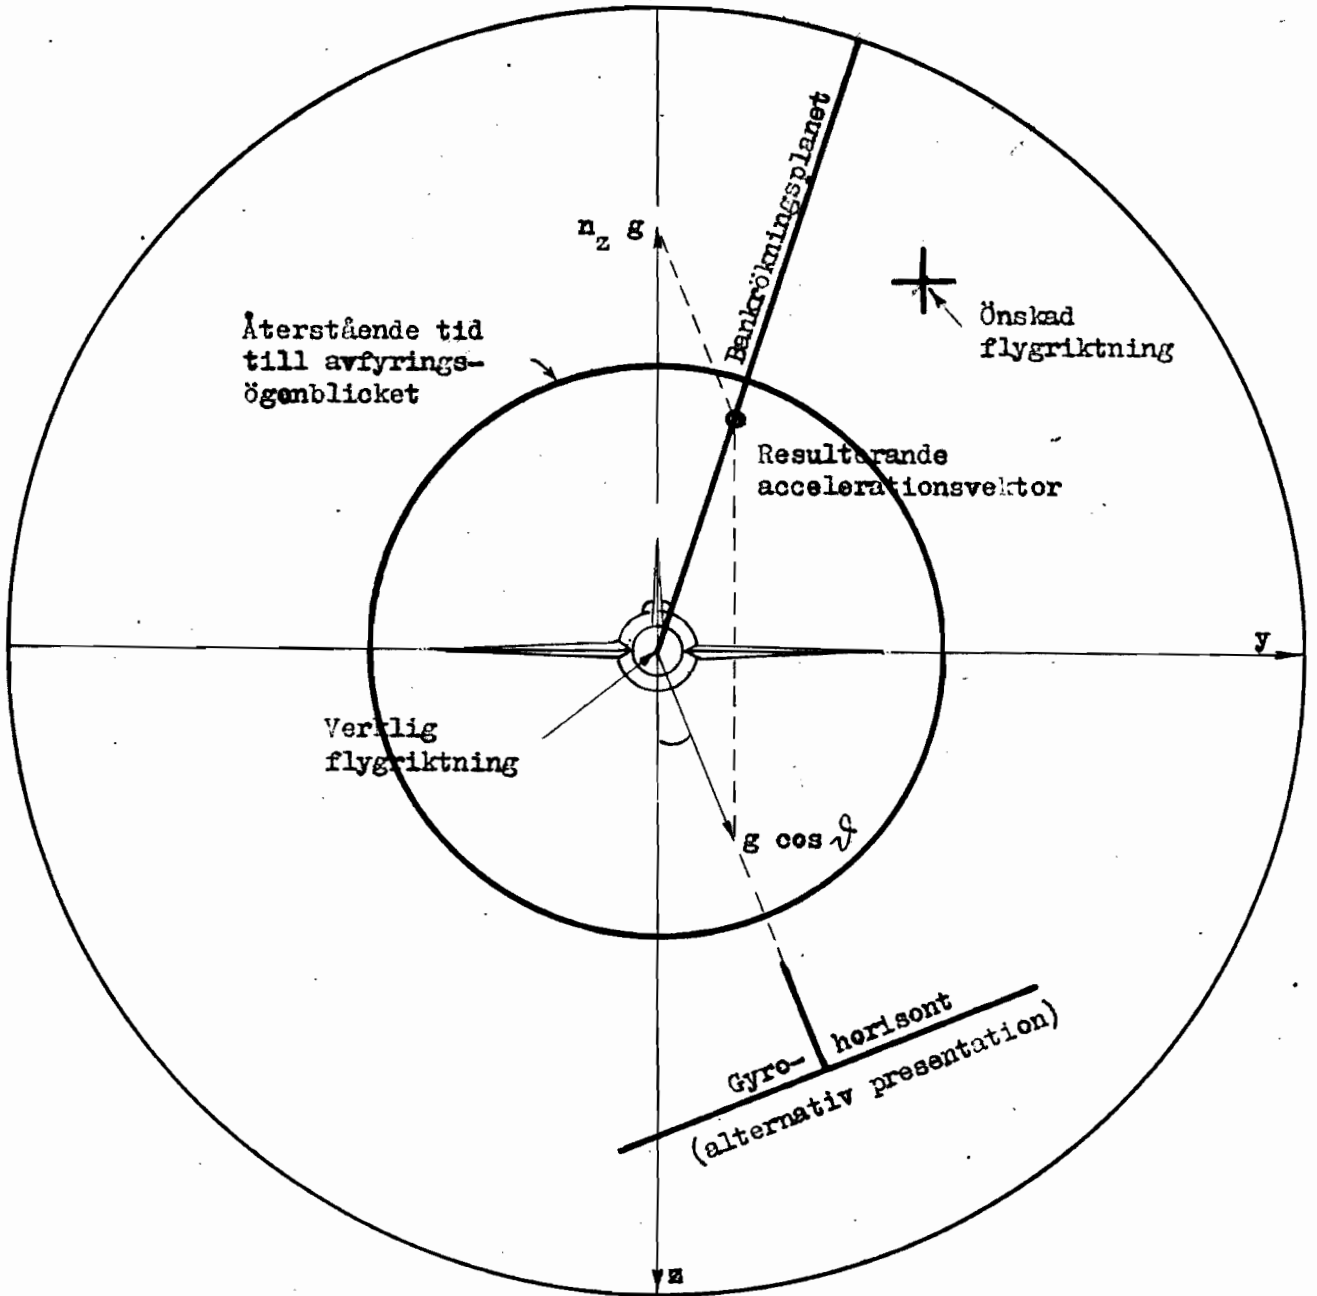 Bankrökningsplanet
n_z g
Återstående tid
till avfyrings-
ögonblicket
Önskad
flygriktning
Resulterande
accelerationsvektor
y
Verklig
flygriktning
g cos ϑ
Gyro- horisont
(alternativ presentation)
z